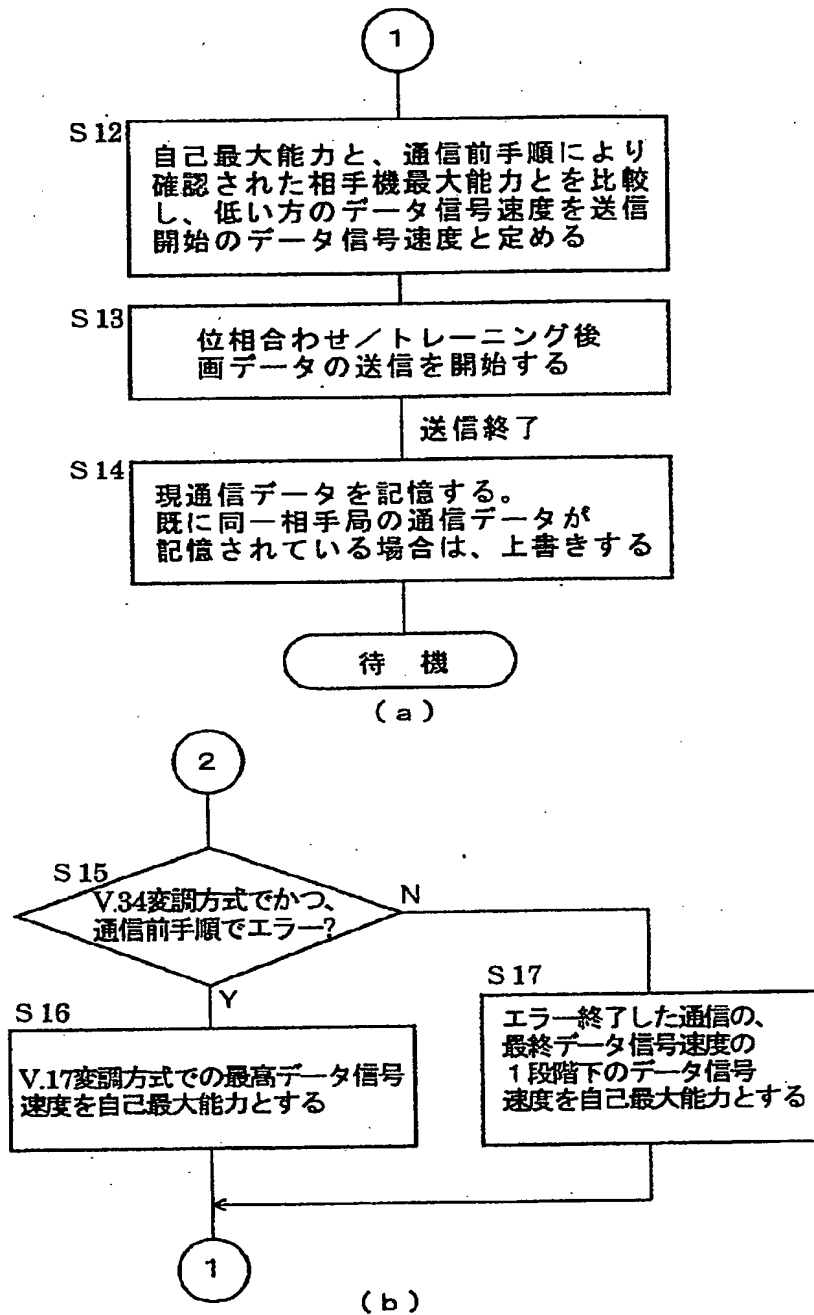 1
S12
自己最大能力と、通信前手順により
確認された相手機最大能力とを比較
し、低い方のデータ信号速度を送信
開始のデータ信号速度と定める
S13
位相合わせ／トレーニング後
画データの送信を開始する
送信終了
S14
現通信データを記憶する。
既に同一相手局の通信データが
記憶されている場合は、上書きする
待 機
(a)
2
S15
V.34変調方式でかつ、
通信前手順でエラー?
N
Y
S16
V.17変調方式での最高データ信号
速度を自己最大能力とする
S17
エラー終了した通信の、
最終データ信号速度の
1段階下のデータ信号
速度を自己最大能力とする
1
(b)